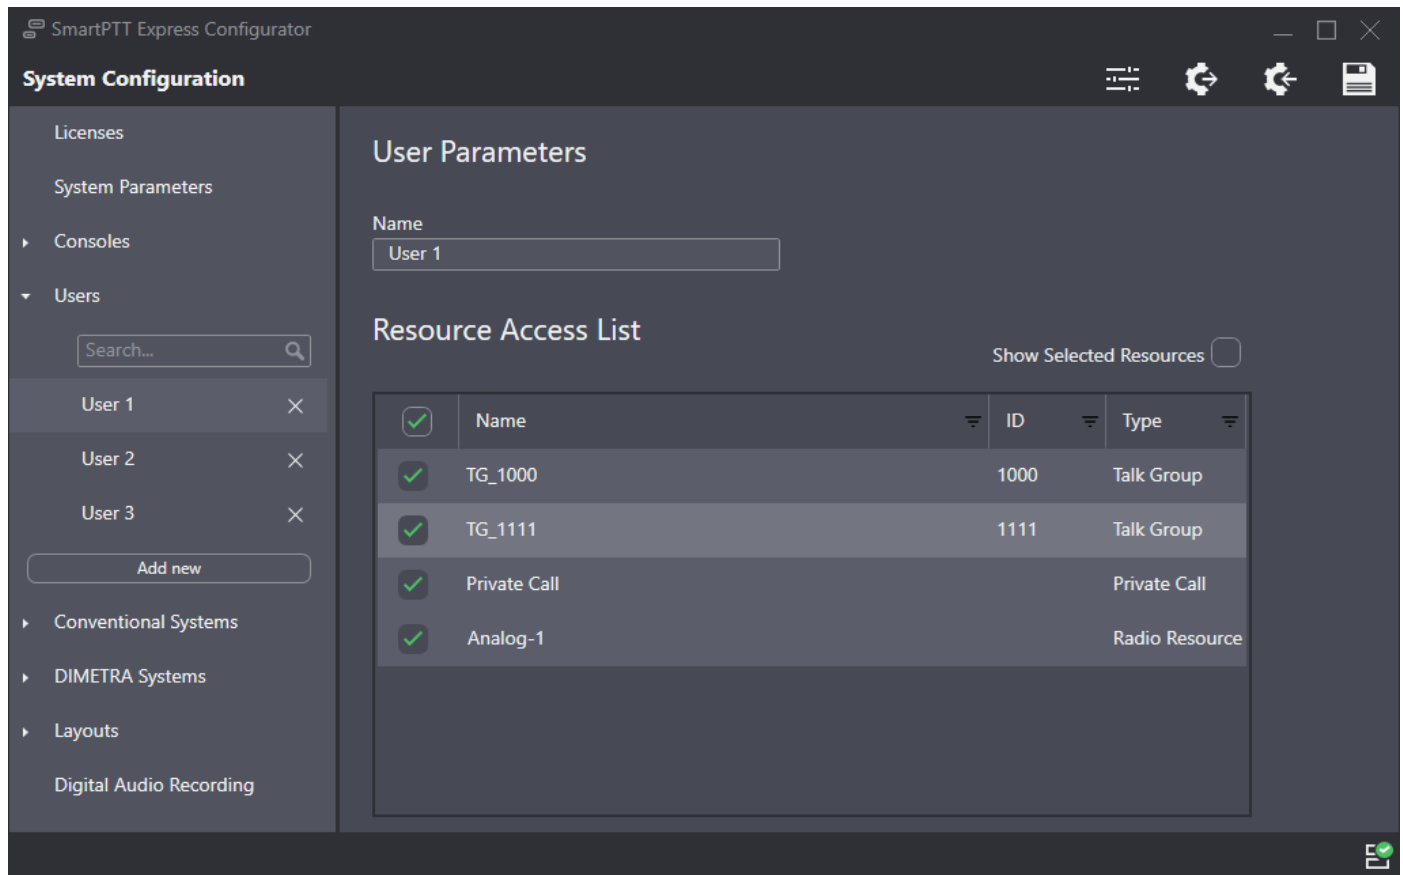 SmartPTT Express Configurator
System Configuration
Licenses
System Parameters
Consoles
Users
Search...
User 1
User 2
User 3
Add new
Conventional Systems
DIMETRA Systems
Layouts
Digital Audio Recording
User Parameters
Name
User 1
Resource Access List
Show Selected Resources
Name ID Type
TG_1000 1000 Talk Group
TG_1111 1111 Talk Group
Private Call Private Call
Analog-1 Radio Resource